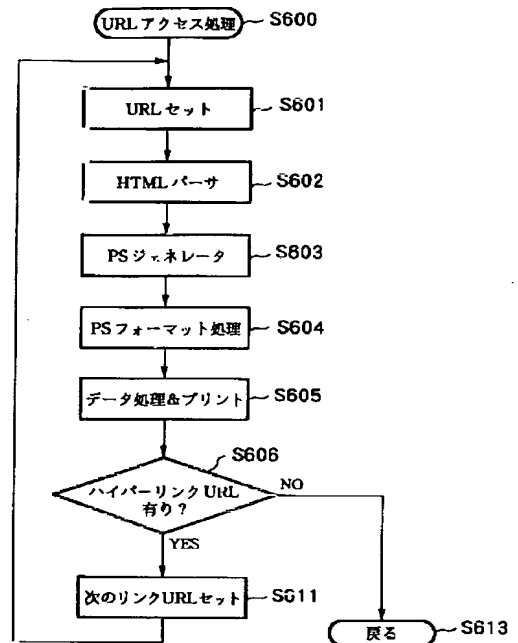 URLアクセス処理 S600
URLセット S601
HTMLパーサ S602
PSジェネレータ S603
PSフォーマット処理 S604
データ処理&プリント S605
S606
ハイパーリンクURL
有り?
NO
YES
次のリンクURLセット S611
戻る S613